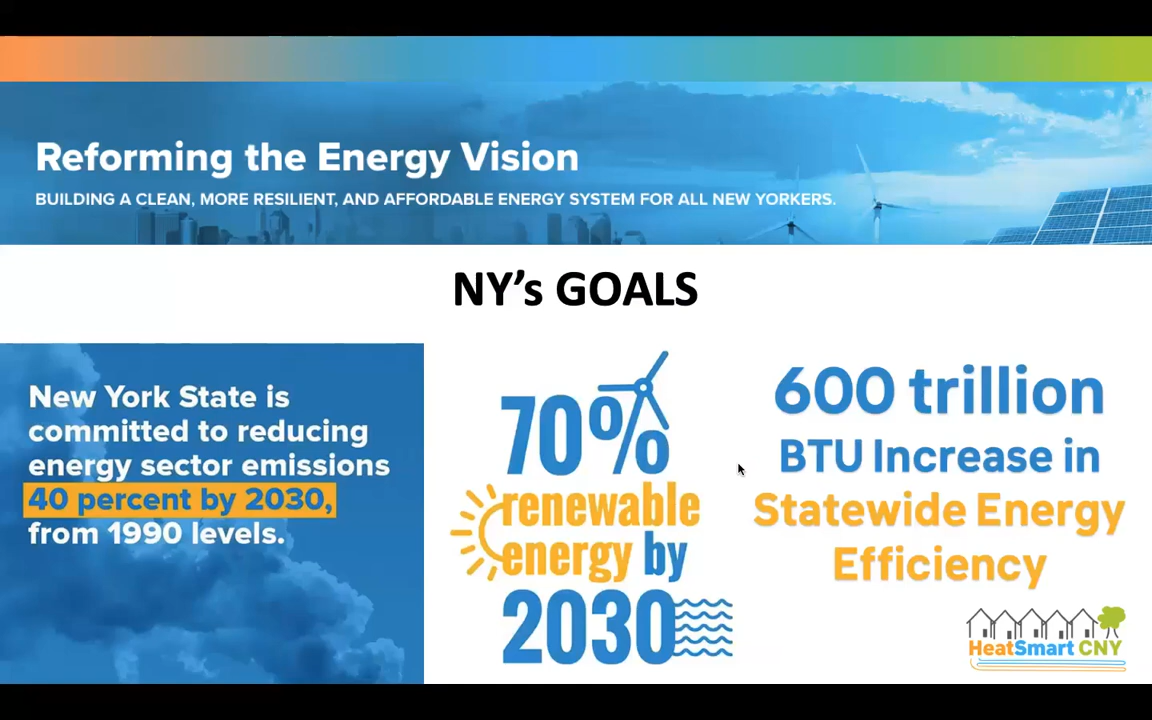 Reforming the Energy Vision
BUILDING A CLEAN, MORE RESILIENT, AND AFFORDABLE ENERGY SYSTEM FOR ALL NEW YORKERS.
NY's GOALS
New York State is
committed to reducing
energy sector emissions
40 percent by 2030,
from 1990 levels.
70%
renewable
energy by
2030
600 trillion
BTU Increase in
Statewide Energy
Efficiency
HeatSmart CNY